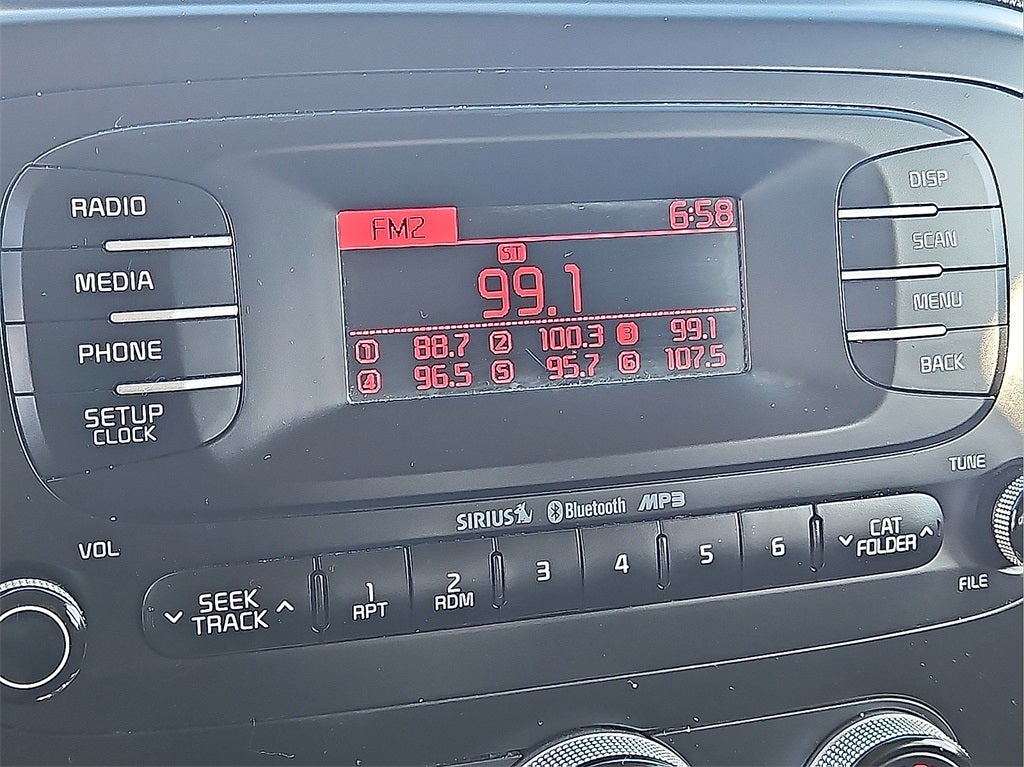 RADIO
MEDIA
PHONE
SETUP
CLOCK
FM2
6:58
ST
99.1
1 88.7 2 100.3 3 99.1
4 96.5 5 95.7 6 107.5
DISP
SCAN
MENU
BACK
TUNE
SIRIUS Bluetooth MP3
VOL
SEEK
TRACK
1
RPT
2
RDM
3
4
5
6
CAT
FOLDER
FILE